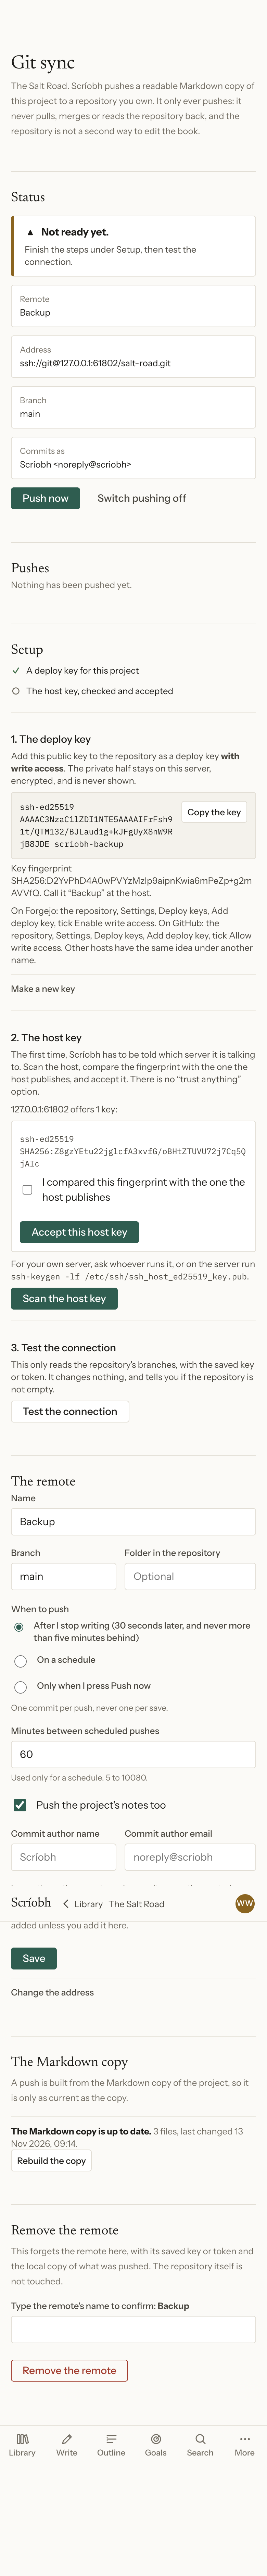 Git sync
The Salt Road. Scríobh pushes a readable Markdown copy of
this project to a repository you own. It only ever pushes: it
never pulls, merges or reads the repository back, and the
repository is not a second way to edit the book.
Status
▲ Not ready yet.
Finish the steps under Setup, then test the
connection.
Remote
Backup
Address
ssh://git@127.0.0.1:61802/salt-road.git
Branch
main
Commits as
Scríobh <noreply@scriobh>
Push now Switch pushing off
Pushes
Nothing has been pushed yet.
Setup
A deploy key for this project
The host key, checked and accepted
1. The deploy key
Add this public key to the repository as a deploy key with
write access. The private half stays on this server,
encrypted, and is never shown.
ssh-ed25519
AAAAC3NzaC1lZDI1NTE5AAAAIFrFsh9
1t/QTM132/BJLaud1g+kJFgUyX8nW9R
jB8JDE scriobh-backup
Copy the key
Key fingerprint
SHA256:D2YvPhD4A0wPVYzMzIp9aipnKwia6mPeZp+g2m
AVVfQ. Call it “Backup” at the host.
On Forgejo: the repository, Settings, Deploy keys, Add
deploy key, tick Enable write access. On GitHub: the
repository, Settings, Deploy keys, Add deploy key, tick Allow
write access. Other hosts have the same idea under another
name.
Make a new key
2. The host key
The first time, Scríobh has to be told which server it is talking
to. Scan the host, compare the fingerprint with the one the
host publishes, and accept it. There is no “trust anything”
option.
127.0.0.1:61802 offers 1 key:
ssh-ed25519
SHA256:Z8gzYEtu22jglcfA3xvfG/oBHtZTUVU72j7Cq5Q
jAIc
I compared this fingerprint with the one the
host publishes
Accept this host key
For your own server, ask whoever runs it, or on the server run
ssh-keygen -lf /etc/ssh/ssh_host_ed25519_key.pub.
Scan the host key
3. Test the connection
This only reads the repository's branches, with the saved key
or token. It changes nothing, and tells you if the repository is
not empty.
Test the connection
The remote
Name
Backup
Branch Folder in the repository
main Optional
When to push
After I stop writing (30 seconds later, and never more
than five minutes behind)
On a schedule
Only when I press Push now
One commit per push, never one per save.
Minutes between scheduled pushes
60
Used only for a schedule. 5 to 10080.
Push the project's notes too
Commit author name Commit author email
Scríobh noreply@scriobh
Scríobh Library The Salt Road WW
added unless you add it here.
Save
Change the address
The Markdown copy
A push is built from the Markdown copy of the project, so it
is only as current as the copy.
The Markdown copy is up to date. 3 files, last changed 13
Nov 2026, 09:14.
Rebuild the copy
Remove the remote
This forgets the remote here, with its saved key or token and
the local copy of what was pushed. The repository itself is
not touched.
Type the remote's name to confirm: Backup
Remove the remote
Library Write Outline Goals Search More